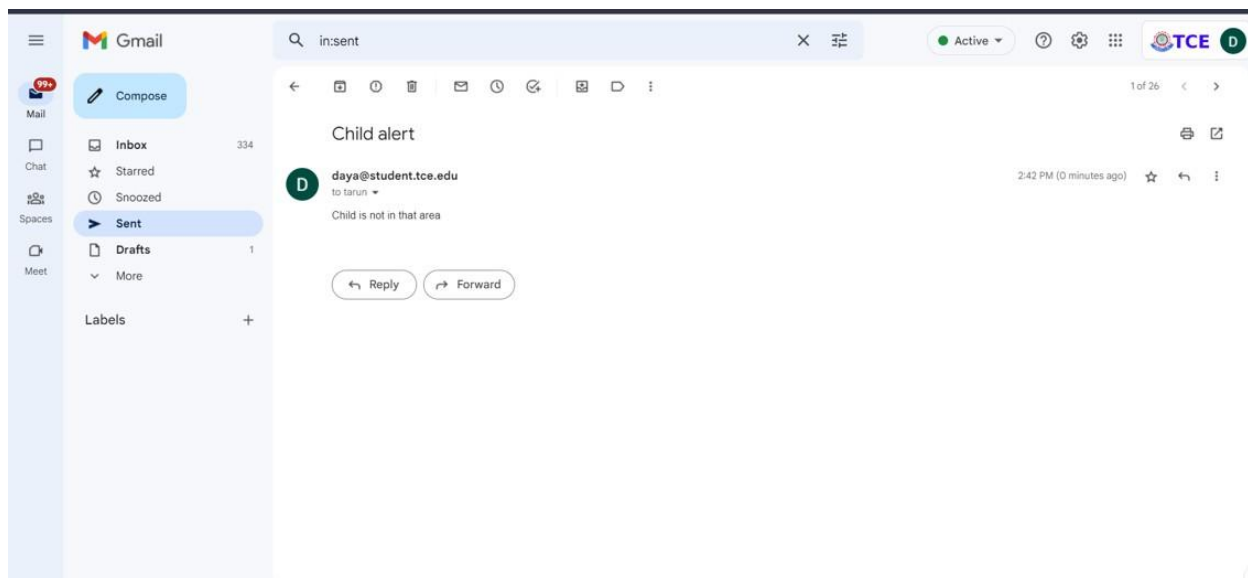 Gmail
in:sent
Active
TCE
D
99+
Mail
Compose
1 of 26
Child alert
Inbox 334
Chat
Starred
daya@student.tce.edu
2:42 PM (0 minutes ago)
D
to tarun
Snoozed
Spaces
Child is not in that area
Sent
Drafts 1
Meet
More
Reply
Forward
Labels